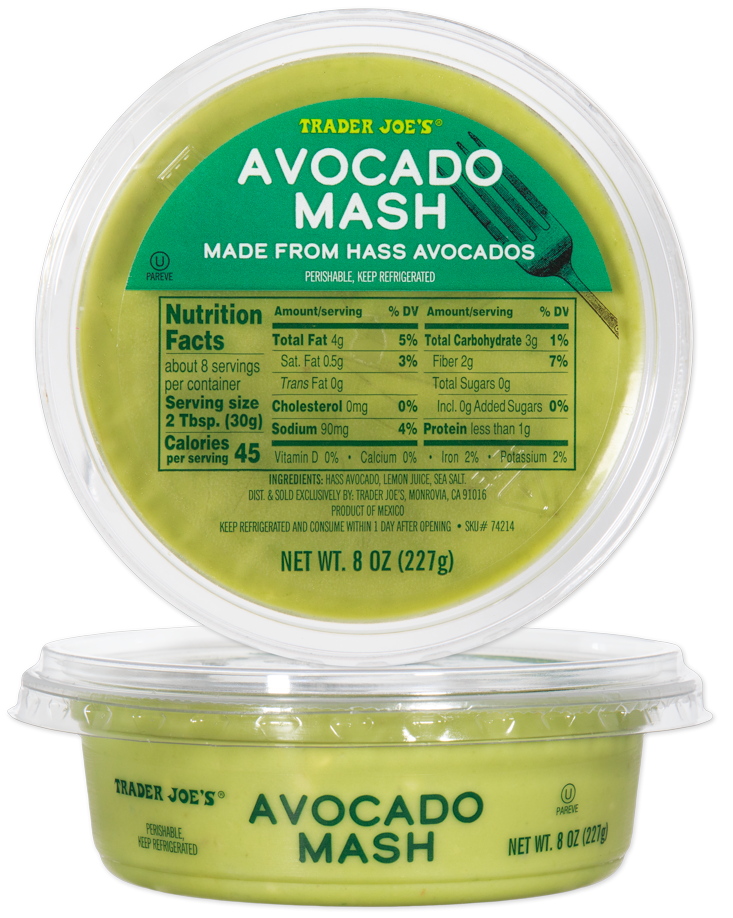 TRADER JOE'S®
AVOCADO
MASH
MADE FROM HASS AVOCADOS
U
PAREVE
PERISHABLE, KEEP REFRIGERATED
Nutrition
Facts
about 8 servings
per container
Serving size
2 Tbsp. (30g)
Calories
per serving 45
Amount/serving % DV Amount/serving % DV
Total Fat 4g 5% Total Carbohydrate 3g 1%
Sat. Fat 0.5g 3% Fiber 2g 7%
Trans Fat 0g Total Sugars 0g
Cholesterol 0mg 0% Incl. 0g Added Sugars 0%
Sodium 90mg 4% Protein less than 1g
Vitamin D 0% • Calcium 0% • Iron 2% • Potassium 2%
INGREDIENTS: HASS AVOCADO, LEMON JUICE, SEA SALT.
DIST. & SOLD EXCLUSIVELY BY: TRADER JOE'S, MONROVIA, CA 91016
PRODUCT OF MEXICO
KEEP REFRIGERATED AND CONSUME WITHIN 1 DAY AFTER OPENING • SKU# 74214
NET WT. 8 OZ (227g)
TRADER JOE'S®
PERISHABLE,
KEEP REFRIGERATED
AVOCADO
MASH
U
PAREVE
NET WT. 8 OZ (227g)